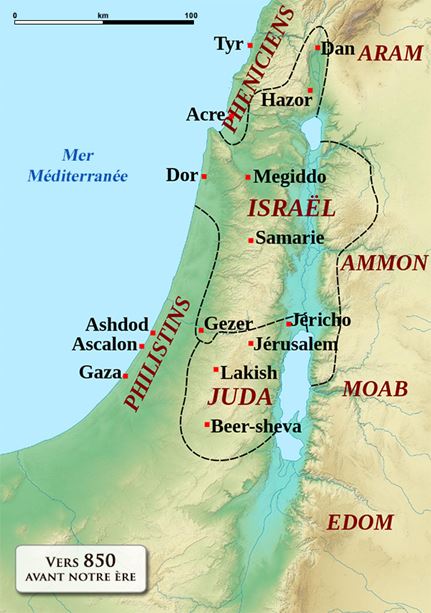 0 km 100
Tyr
PHENICIENS
Dan
ARAM
Hazor
Acre
Mer
Méditerranée
Dor
Megiddo
ISRAËL
Samarie
AMMON
Ashdod
Gezer
Jéricho
Ascalon
Jérusalem
PHILISTINS
Gaza
Lakish
MOAB
JUDA
Beer-sheva
EDOM
VERS 850
AVANT NOTRE ÈRE